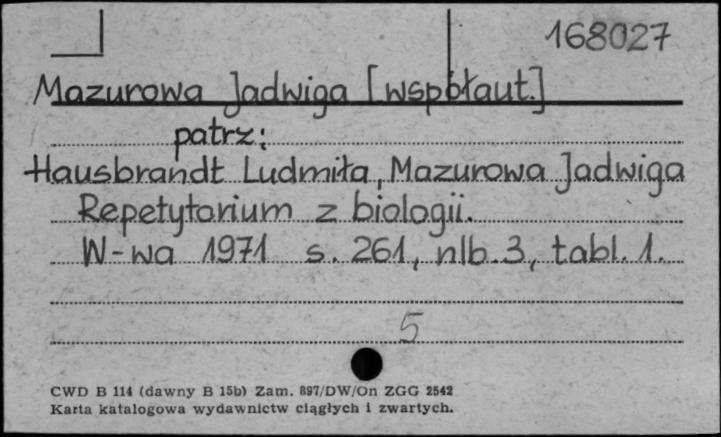 168027
Mazurowa Jadwiga [współaut.]
patrz:
Hausbrandt Ludmiła, Mazurowa Jadwiga
Repetytorium z biologii.
W-wa 1971 s. 261, nlb. 3, tabl. 1.
5
CWD B 114 (dawny B 15b) Zam. 897/DW/On ZGG 2542
Karta katalogowa wydawnictw ciągłych i zwartych.